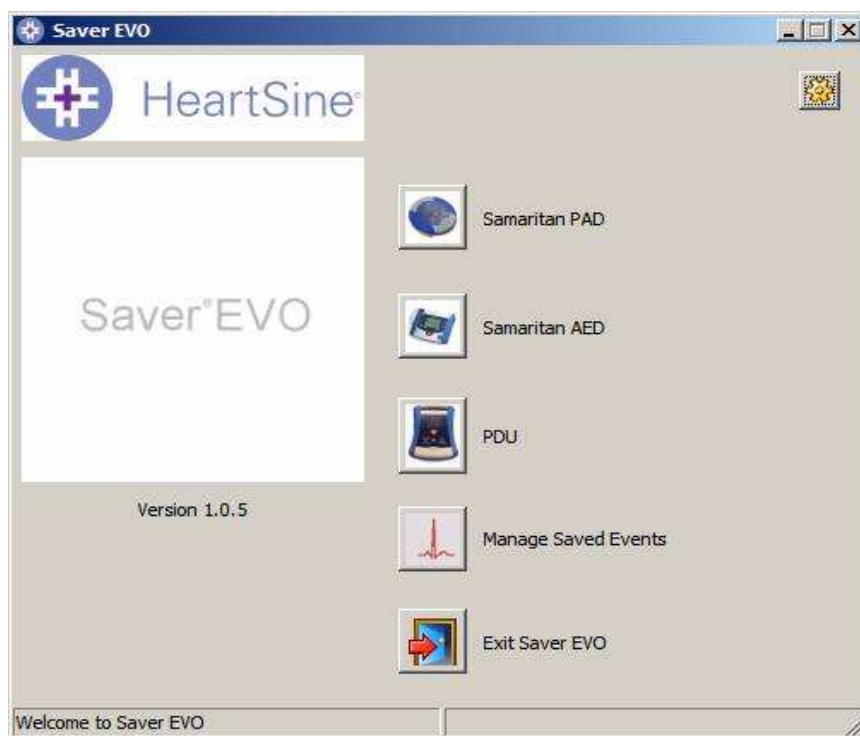 Saver EVO
HeartSine®
Saver®EVO
Version 1.0.5
Samaritan PAD
Samaritan AED
PDU
Manage Saved Events
Exit Saver EVO
Welcome to Saver EVO